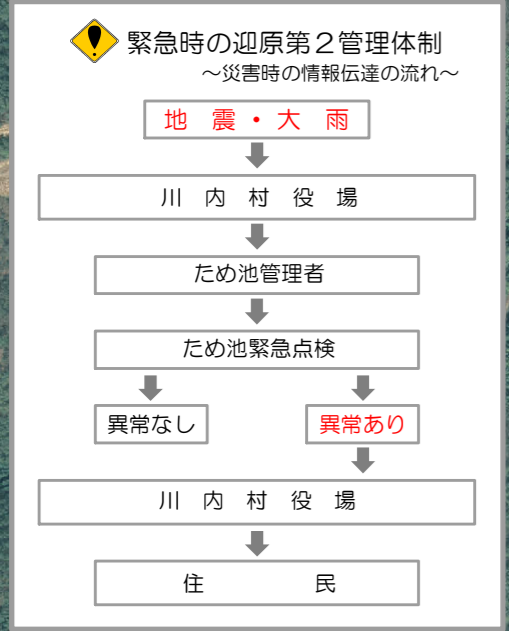 緊急時の迎原第２管理体制
～災害時の情報伝達の流れ～
地 震・大 雨
川 内 村 役 場
ため池管理者
ため池緊急点検
異常なし 異常あり
川 内 村 役 場
住 民